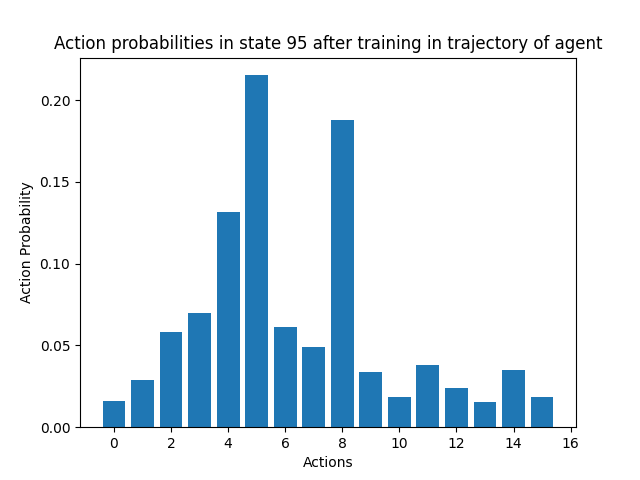 Action probabilities in state 95 after training in trajectory of agent
Action Probability
0.20
0.15
0.10
0.05
0.00
0 2 4 6 8 10 12 14 16
Actions